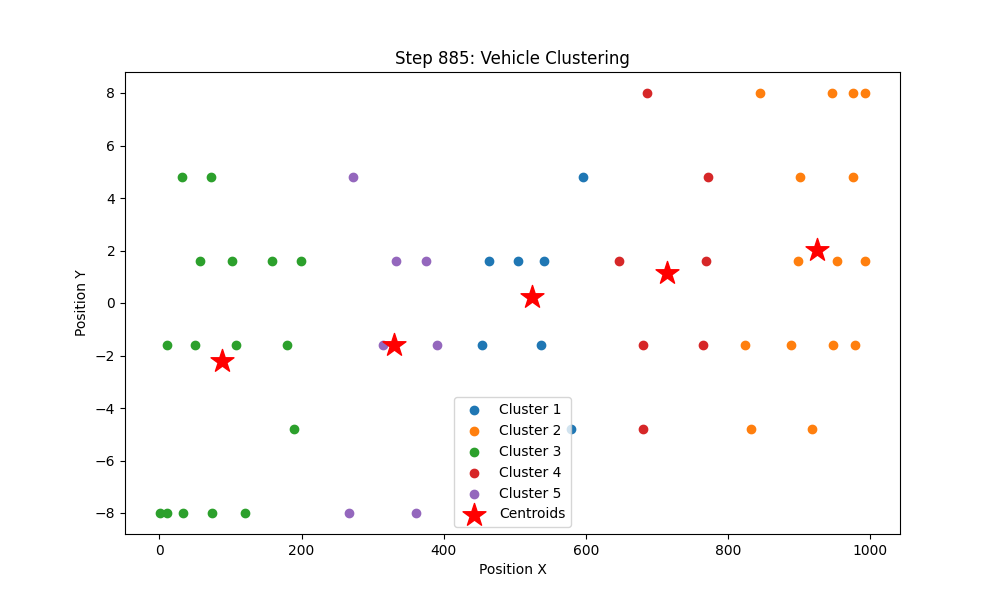 Step 885: Vehicle Clustering
Position Y
8
6
4
2
0
−2
−4
−6
−8
Cluster 1
Cluster 2
Cluster 3
Cluster 4
Cluster 5
Centroids
0 200 400 600 800 1000
Position X